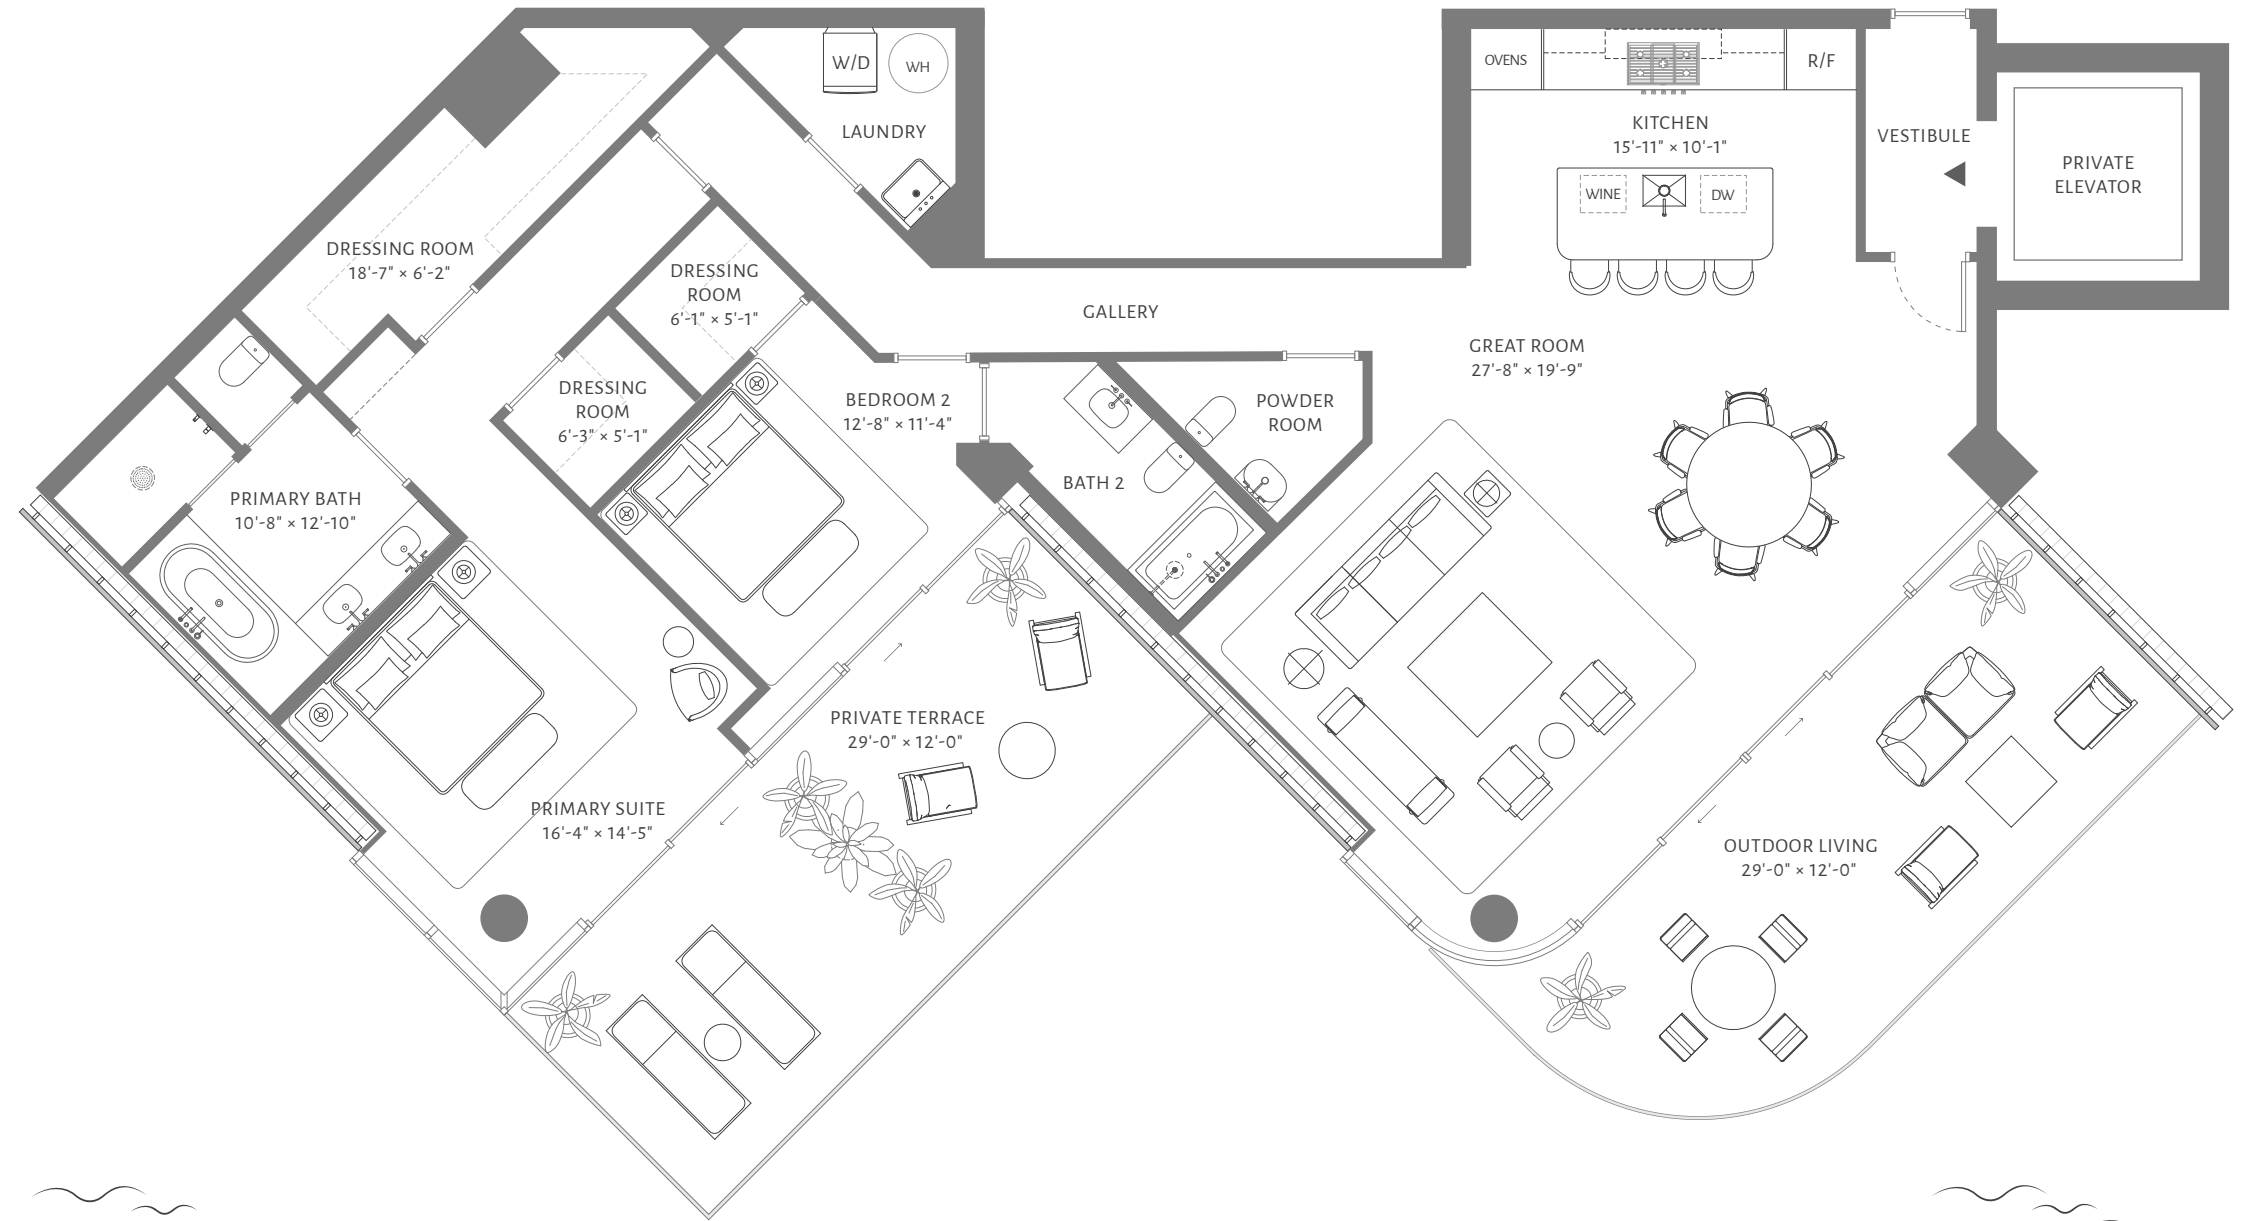 W/D
WH
LAUNDRY
OVENS
R/F
KITCHEN
15'-11" × 10'-1"
VESTIBULE
PRIVATE
ELEVATOR
WINE
DW
DRESSING ROOM
18'-7" × 6'-2"
DRESSING
ROOM
6'-1" × 5'-1"
GALLERY
GREAT ROOM
27'-8" × 19'-9"
DRESSING
ROOM
6'-3" × 5'-1"
BEDROOM 2
12'-8" × 11'-4"
POWDER
ROOM
BATH 2
PRIMARY BATH
10'-8" × 12'-10"
PRIVATE TERRACE
29'-0" × 12'-0"
PRIMARY SUITE
16'-4" × 14'-5"
OUTDOOR LIVING
29'-0" × 12'-0"